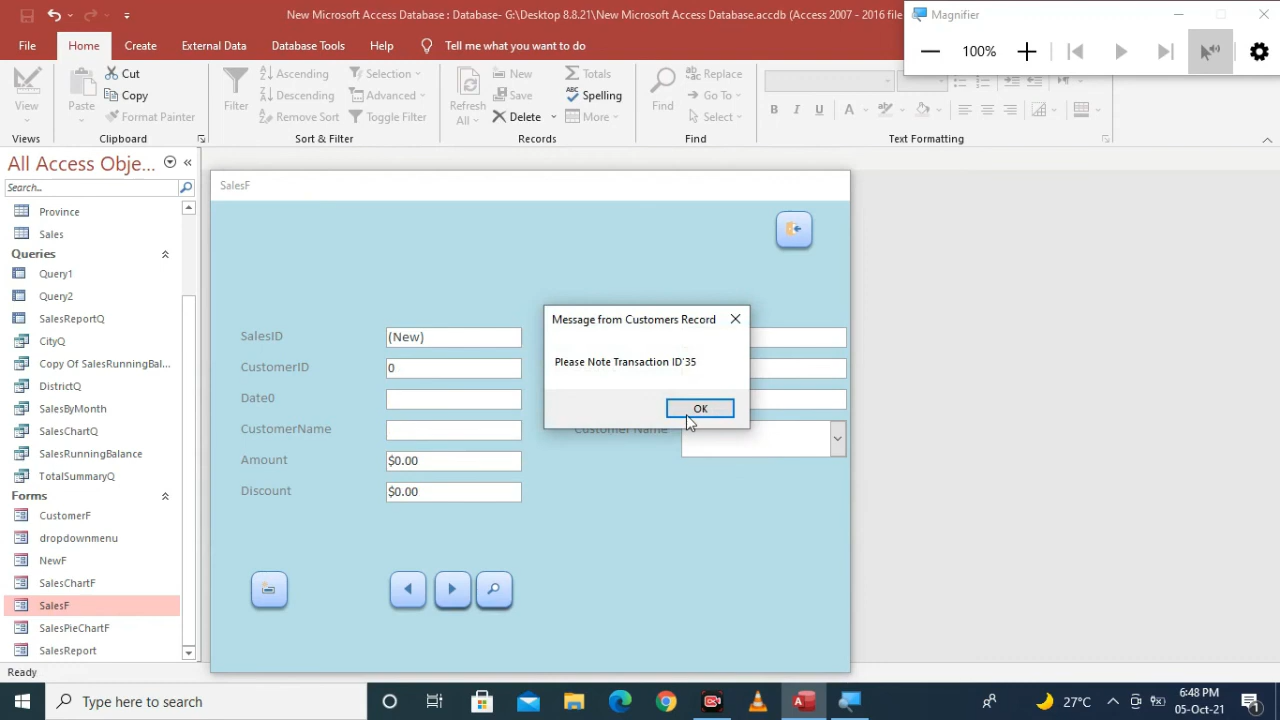 New Microsoft Access Database : Database- G:\Desktop 8.8.21\New Microsoft Access Database.accdb (Access 2007 - 2016 file
Magnifier
File Home Create External Data Database Tools Help Tell me what you want to do
100%
View
Views
Paste
Cut
Copy
Format Painter
Clipboard
Filter
Ascending
Descending
Remove Sort
Selection
Advanced
Toggle Filter
Sort & Filter
Refresh
All
New
Save
Delete
Totals
Spelling
More
Records
Find
Replace
Go To
Select
Find
B I U A
Text Formatting
All Access Obje...
Search...
Province
Sales
Queries
Query1
Query2
SalesReportQ
CityQ
Copy Of SalesRunningBal...
DistrictQ
SalesByMonth
SalesChartQ
SalesRunningBalance
TotalSummaryQ
Forms
CustomerF
dropdownmenu
NewF
SalesChartF
SalesF
SalesPieChartF
SalesReport
SalesF
SalesID (New)
CustomerID 0
Date0
CustomerName
Amount $0.00
Discount $0.00
Customer Name
Message from Customers Record
Please Note Transaction ID'35
OK
Ready
Type here to search
27°C
6:48 PM
05-Oct-21
1